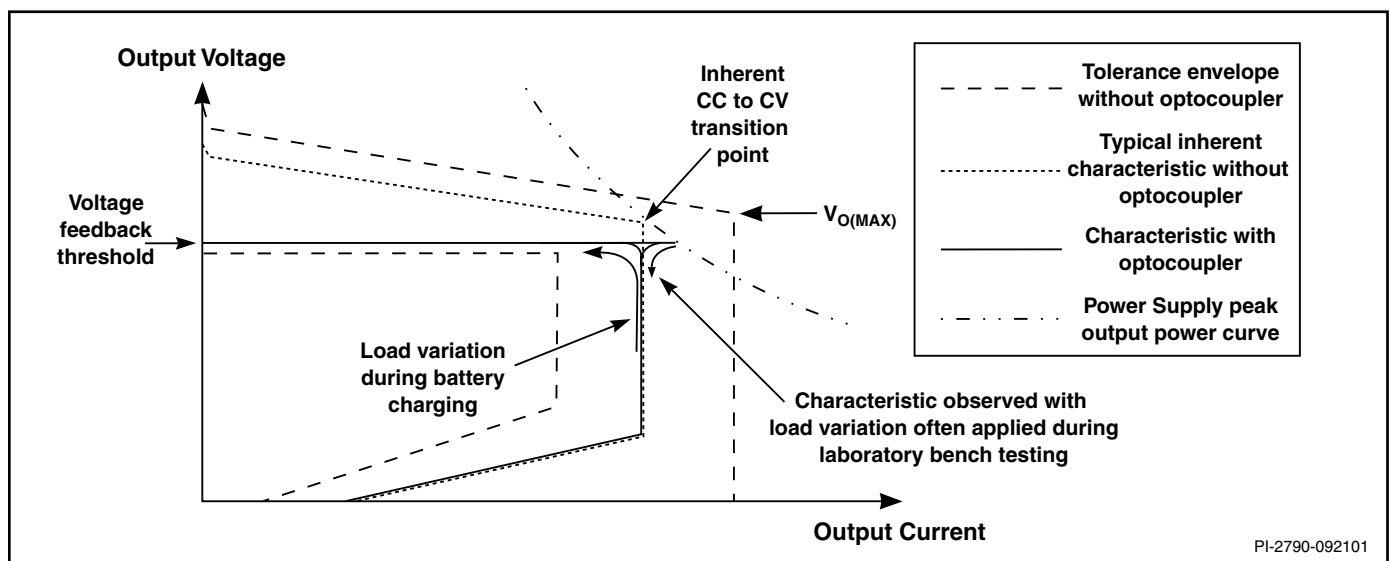 Output Voltage
Inherent
CC to CV
transition
point
Tolerance envelope
without optocoupler
Typical inherent
characteristic without
optocoupler
Characteristic with
optocoupler
Power Supply peak
output power curve
Voltage
feedback
threshold
VO(MAX)
Load variation
during battery
charging
Characteristic observed with
load variation often applied during
laboratory bench testing
Output Current
PI-2790-092101